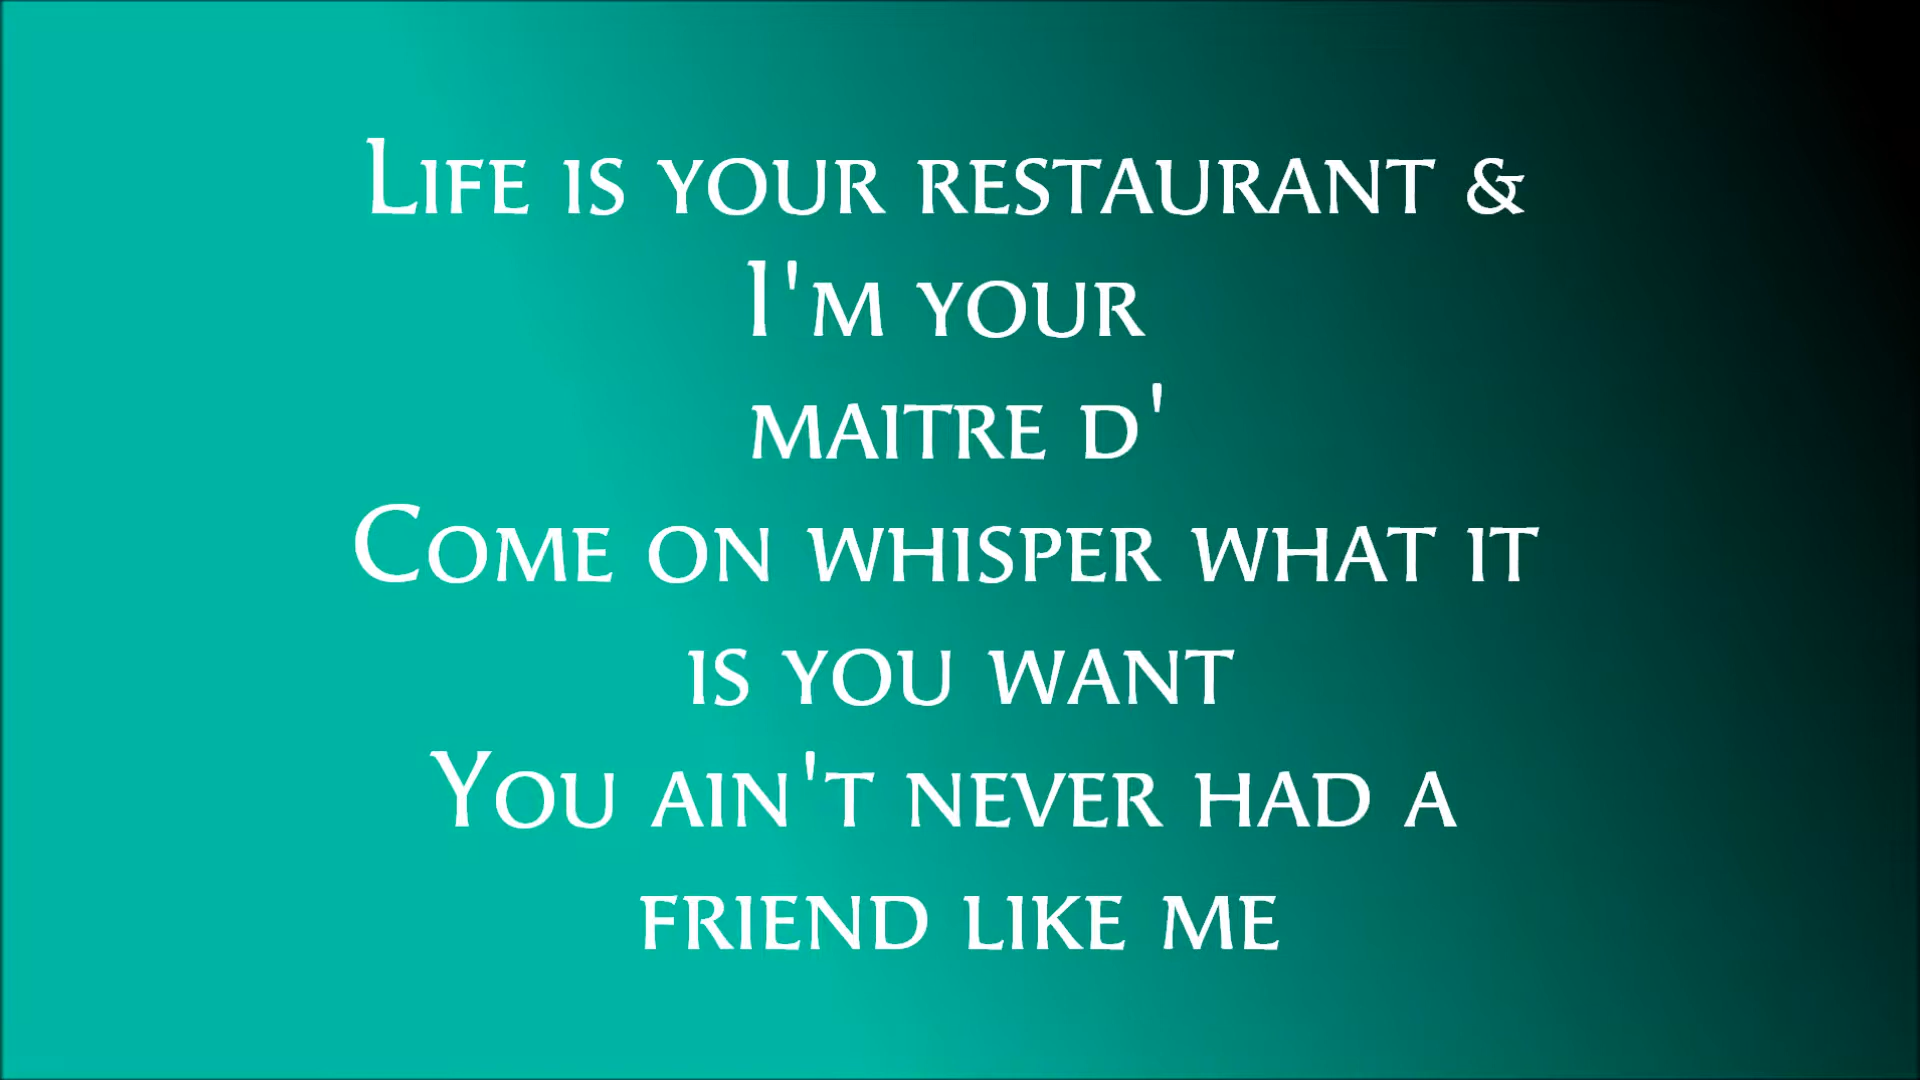 Life is your restaurant &
I'm your
maitre d'
Come on whisper what it
is you want
You ain't never had a
friend like me